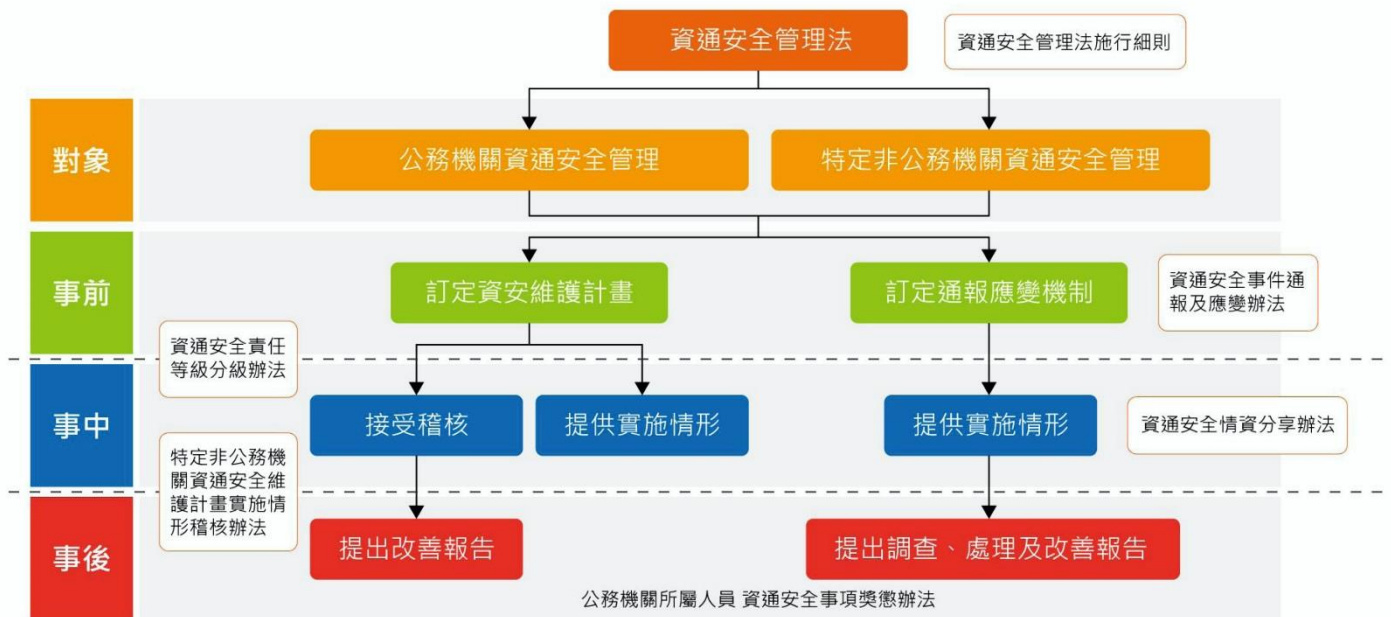 資通安全管理法
資通安全管理法施行細則
對象
公務機關資通安全管理
特定非公務機關資通安全管理
事前
訂定資安維護計畫
訂定通報應變機制
資通安全事件通
報及應變辦法
資通安全責任
等級分級辦法
事中
接受稽核
提供實施情形
提供實施情形
資通安全情資分享辦法
特定非公務機
關資通安全維
護計畫實施情
形稽核辦法
事後
提出改善報告
提出調查、處理及改善報告
公務機關所屬人員 資通安全事項獎懲辦法